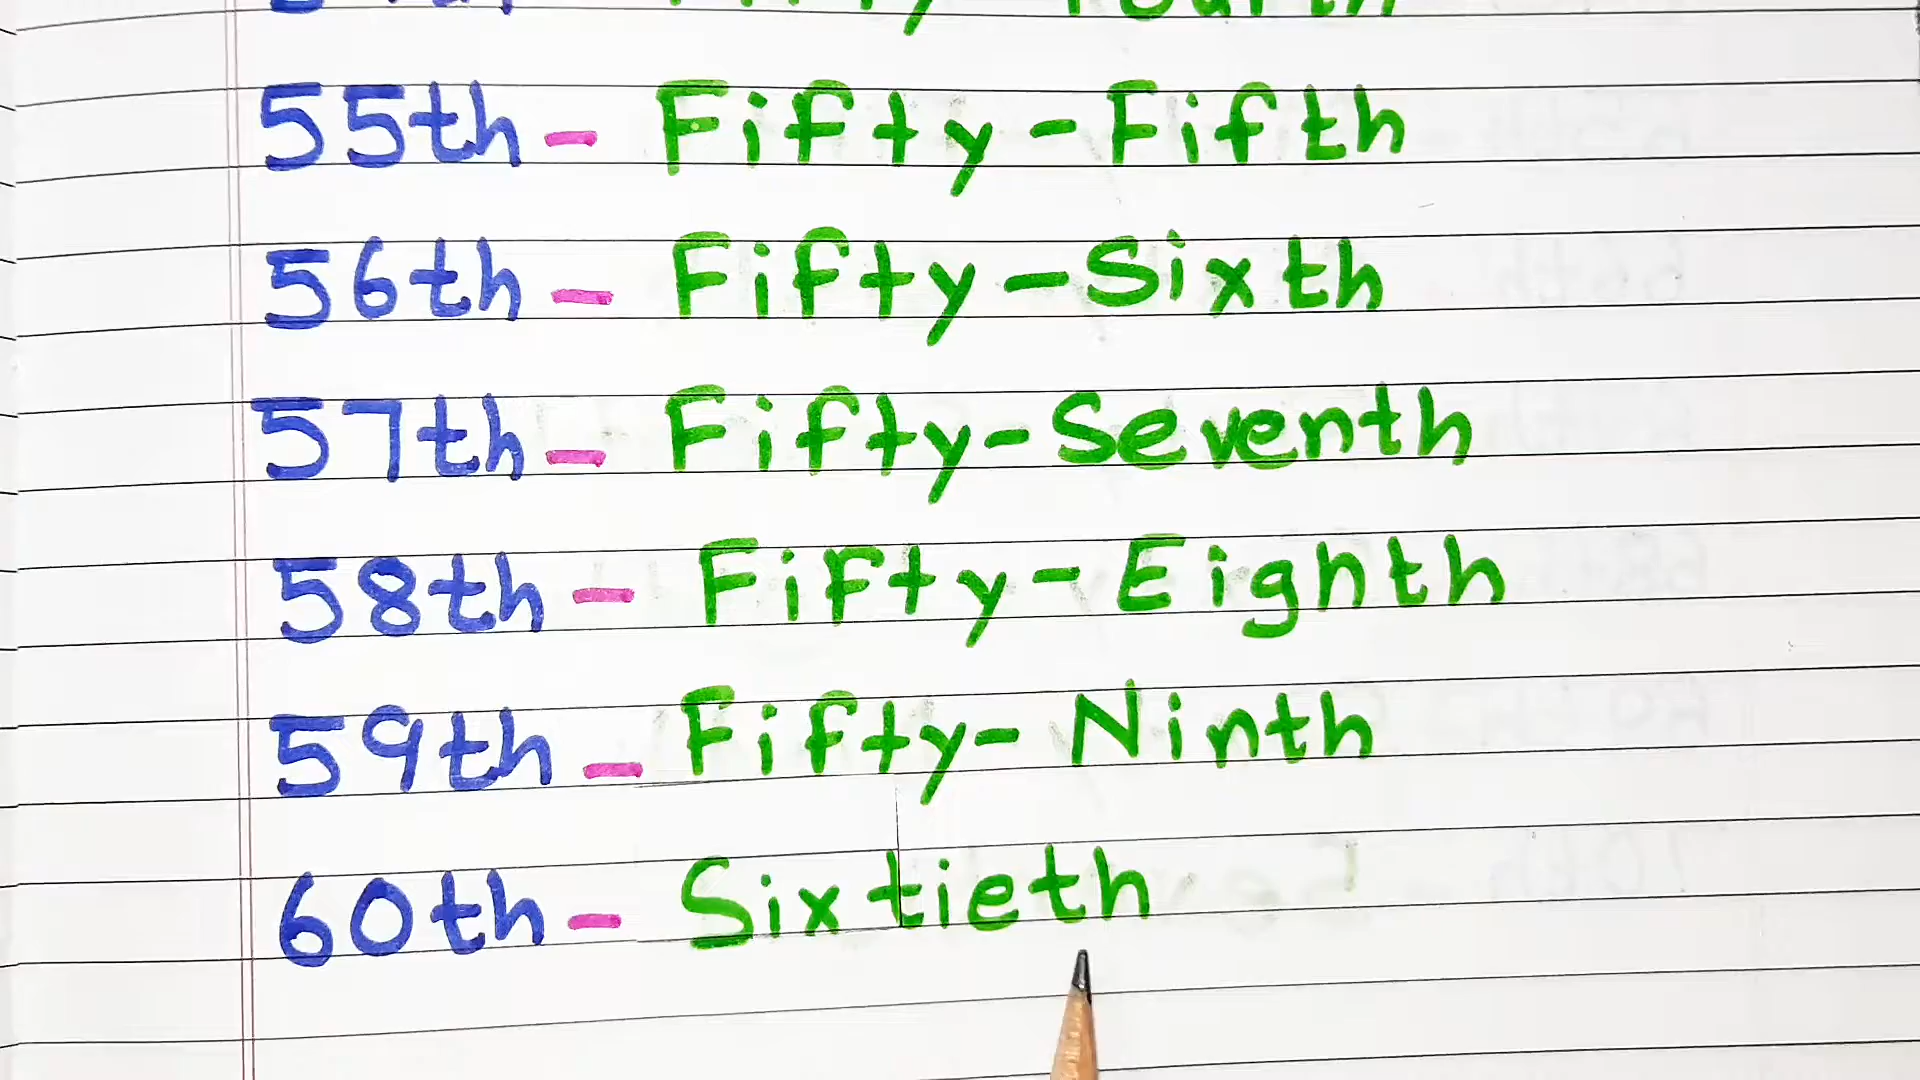 55th - Fifty-Fifth
56th - Fifty-Sixth
57th - Fifty-Seventh
58th - Fifty-Eighth
59th - Fifty-Ninth
60th - Sixtieth